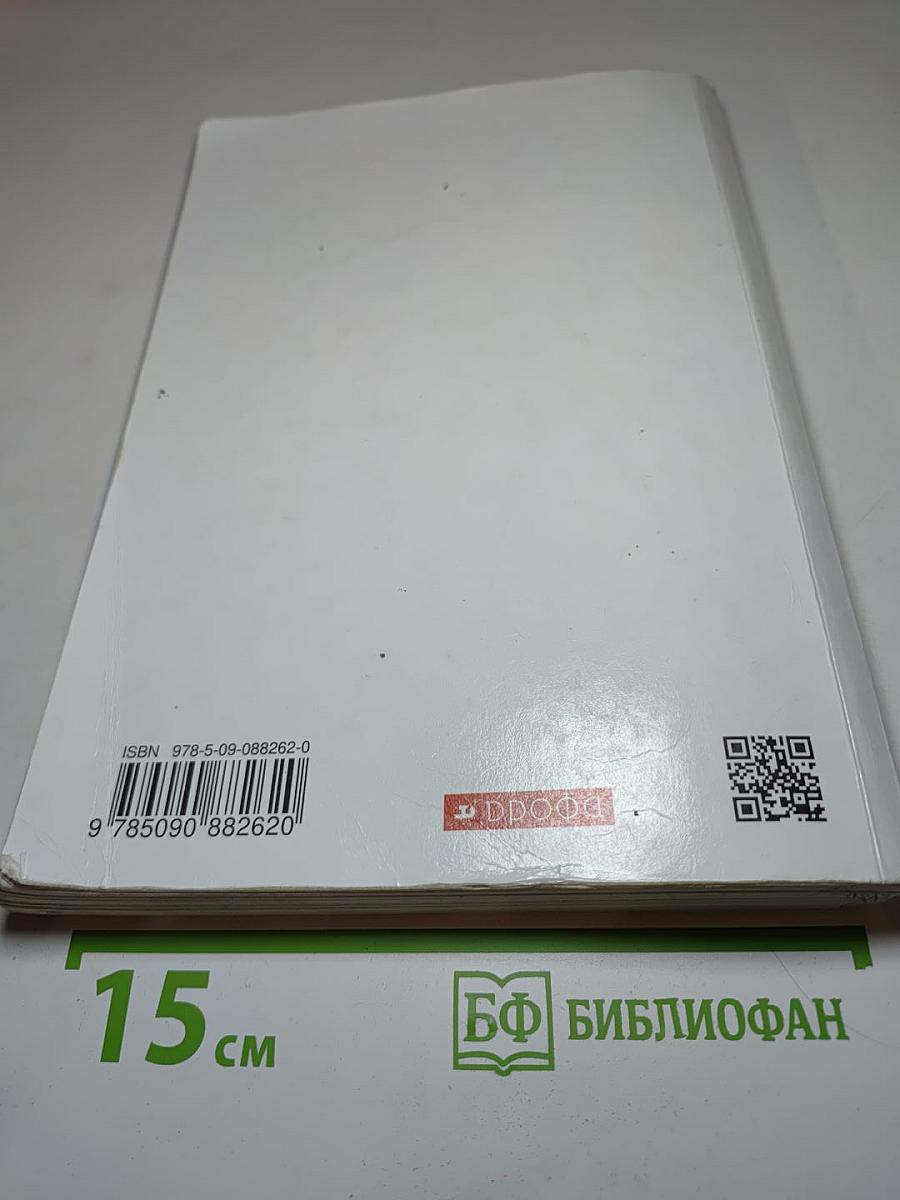 ISBN 978-5-09-088262-0
9 785090 882620
дрофа
15 см
БФ БИБЛИОФАН